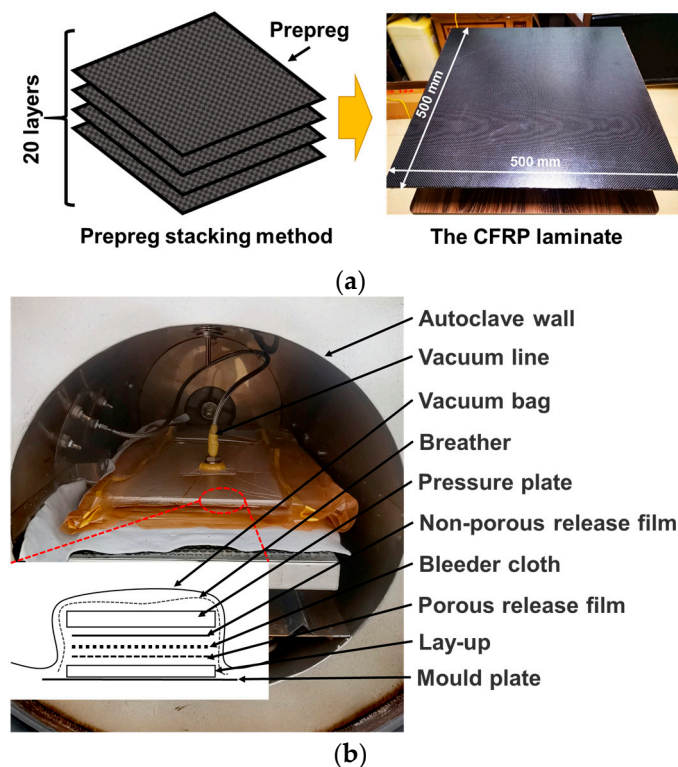 Prepreg
20 layers
500 mm
500 mm
Prepreg stacking method
The CFRP laminate
(a)
Autoclave wall
Vacuum line
Vacuum bag
Breather
Pressure plate
Non-porous release film
Bleeder cloth
Porous release film
Lay-up
Mould plate
(b)